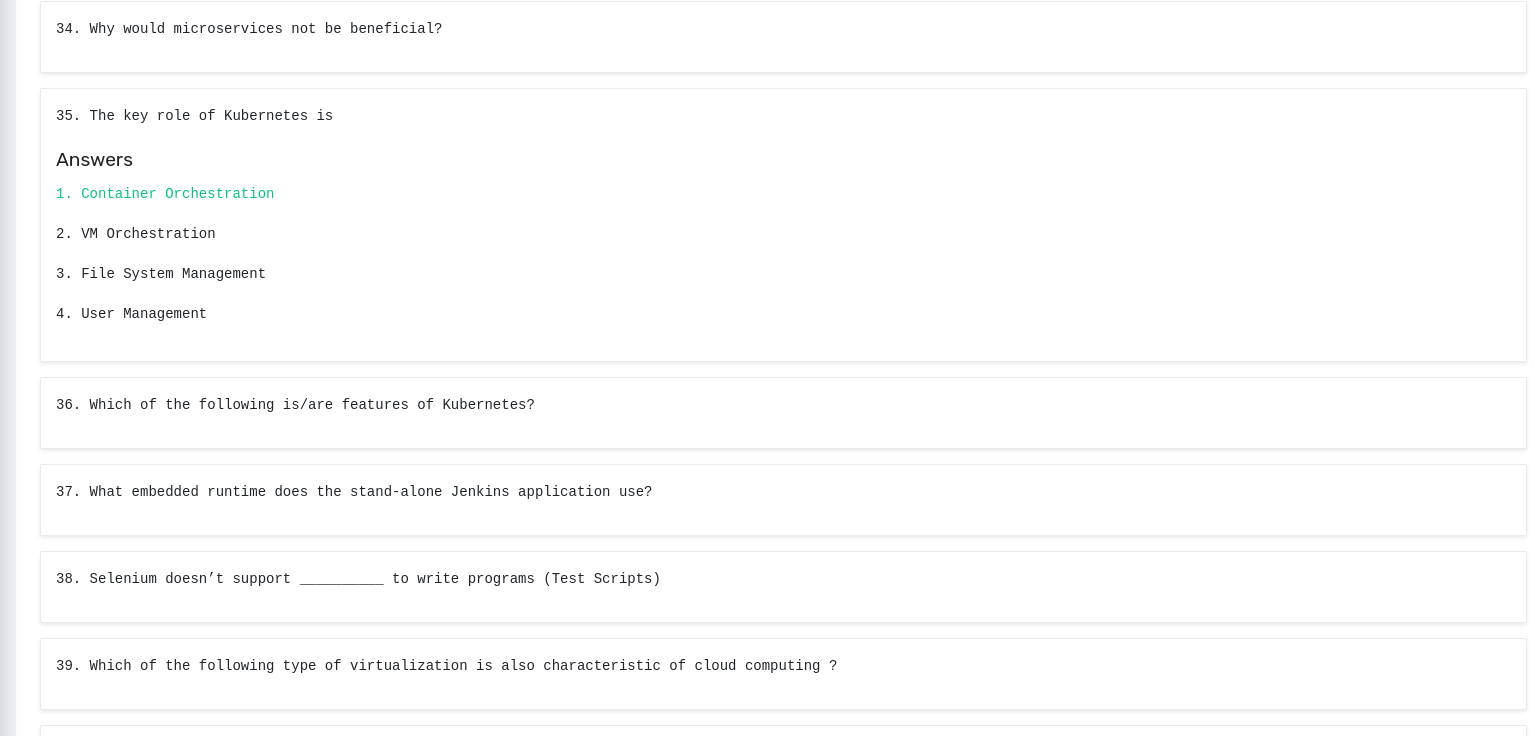 34. Why would microservices not be beneficial?
35. The key role of Kubernetes is
Answers
1. Container Orchestration
2. VM Orchestration
3. File System Management
4. User Management
36. Which of the following is/are features of Kubernetes?
37. What embedded runtime does the stand-alone Jenkins application use?
38. Selenium doesn’t support __________ to write programs (Test Scripts)
39. Which of the following type of virtualization is also characteristic of cloud computing ?